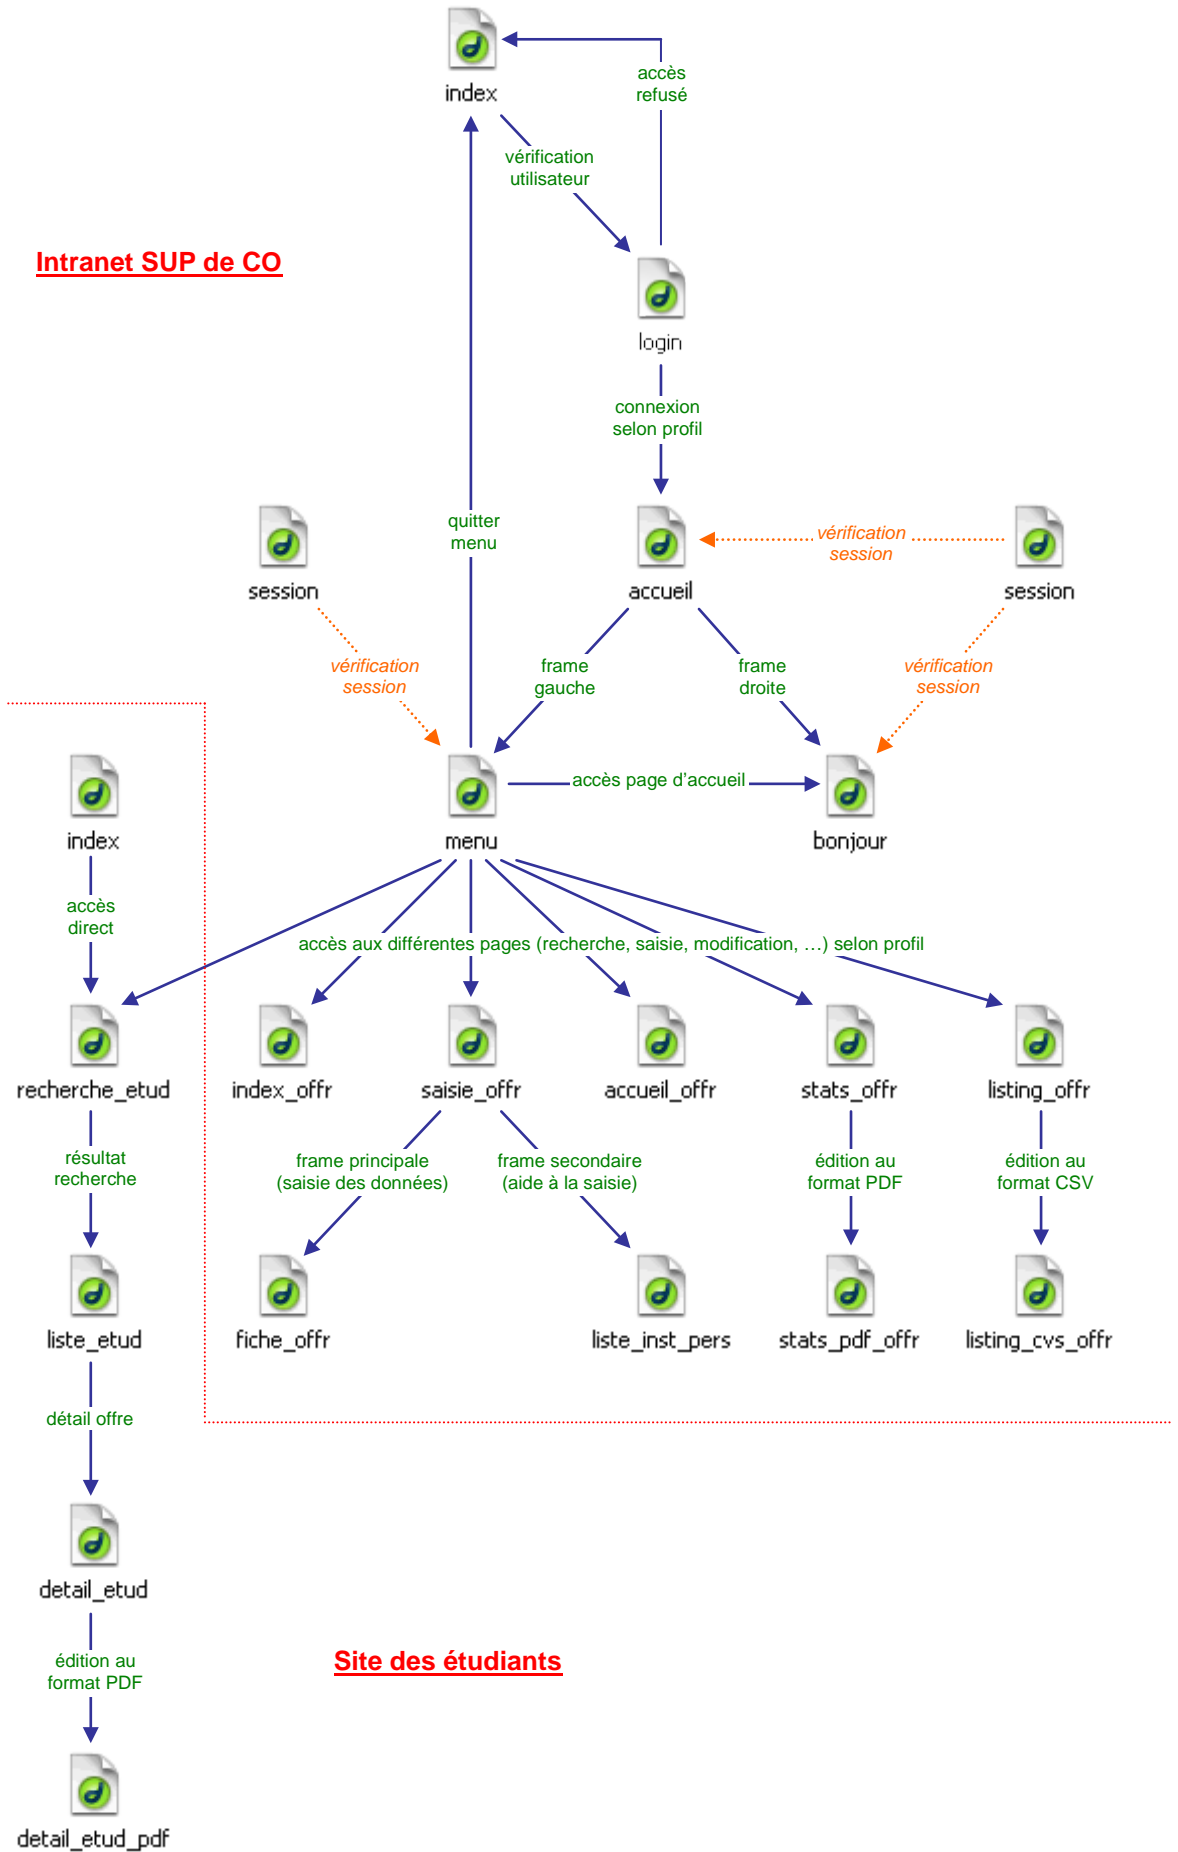 index
accès
refusé
vérification
utilisateur
Intranet SUP de CO
login
connexion
selon profil
quitter
menu
vérification
session
session
accueil
session
vérification
session
frame
gauche
frame
droite
vérification
session
accès page d'accueil
index
menu
bonjour
accès
direct
accès aux différentes pages (recherche, saisie, modification, …) selon profil
recherche_etud
index_offr
saisie_offr
accueil_offr
stats_offr
listing_offr
résultat
recherche
frame principale
(saisie des données)
frame secondaire
(aide à la saisie)
édition au
format PDF
édition au
format CSV
liste_etud
fiche_offr
liste_inst_pers
stats_pdf_offr
listing_cvs_offr
détail offre
detail_etud
édition au
format PDF
Site des étudiants
detail_etud_pdf